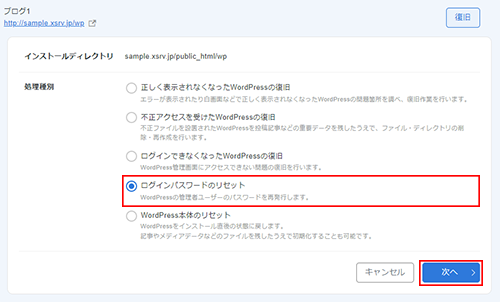 ブログ1
http://sample.xsrv.jp/wp
復旧
インストールディレクトリ sample.xsrv.jp/public_html/wp
処理種別
正しく表示されなくなったWordPressの復旧
エラーが表示されたり白画面などで正しく表示されなくなったWordPressの問題箇所を調べ、復旧作業を行います。
不正アクセスを受けたWordPressの復旧
不正ファイルを設置されたWordPressを投稿記事などの重要データを残したうえで、ファイル・ディレクトリの削
除・再作成を行います。
ログインできなくなったWordPressの復旧
WordPress管理画面にアクセスできない問題の復旧を行います。
ログインパスワードのリセット
WordPressの管理者ユーザーのパスワードを再発行します。
WordPress本体のリセット
WordPressをインストール直後の状態に戻します。
記事やメディアデータなどのファイルを残したうえで初期化することも可能です。
キャンセル
次へ